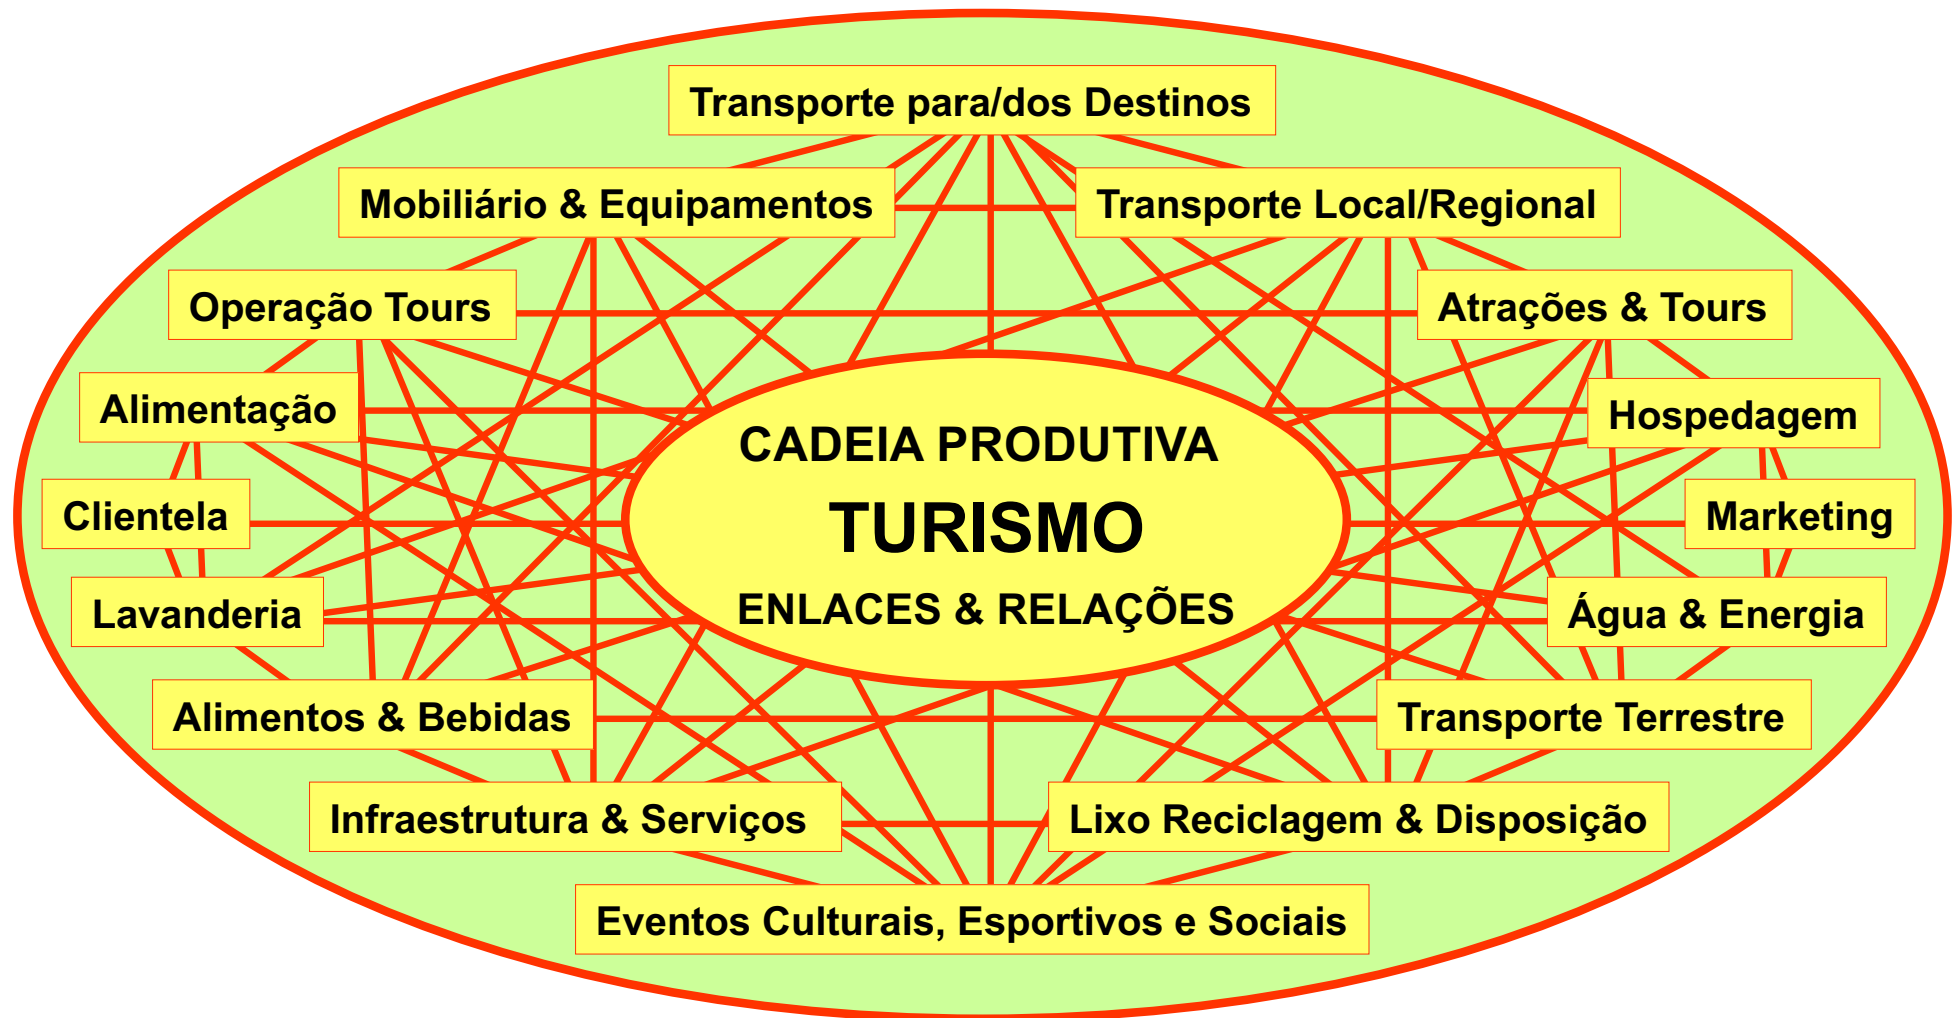 Transporte para/dos Destinos
Mobiliário & Equipamentos
Transporte Local/Regional
Operação Tours
Atrações & Tours
Alimentação
Hospedagem
CADEIA PRODUTIVA
TURISMO
ENLACES & RELAÇÕES
Clientela
Marketing
Lavanderia
Água & Energia
Alimentos & Bebidas
Transporte Terrestre
Infraestrutura & Serviços
Lixo Reciclagem & Disposição
Eventos Culturais, Esportivos e Sociais